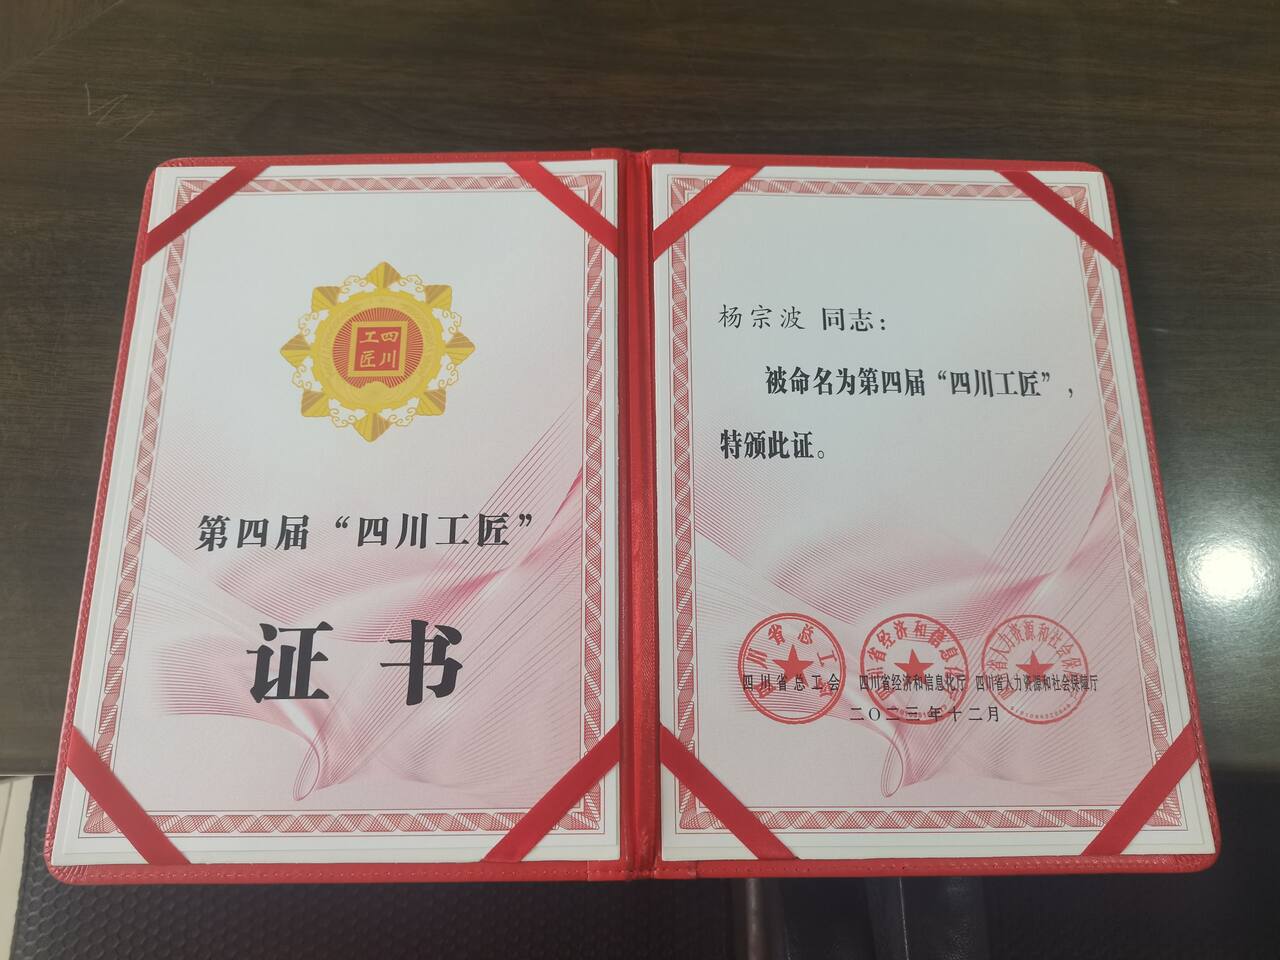 四川
工匠
第四届“四川工匠”
证书
杨宗波 同志：
被命名为第四届“四川工匠”，
特颁此证。
四川省总工会 四川省经济和信息化厅 四川省人力资源和社会保障厅
二〇二三年十二月